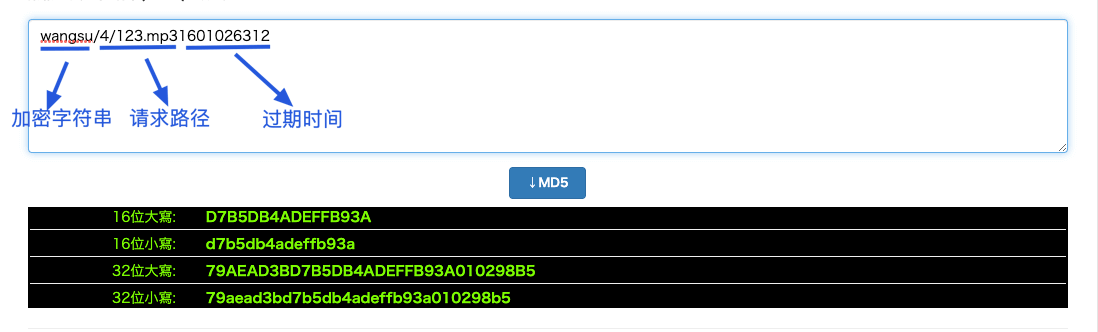 wangsu/4/123.mp31601026312
加密字符串 请求路径 过期时间
↓MD5
16位大寫: D7B5DB4ADEFFB93A
16位小寫: d7b5db4adeffb93a
32位大寫: 79AEAD3BD7B5DB4ADEFFB93A010298B5
32位小寫: 79aead3bd7b5db4adeffb93a010298b5